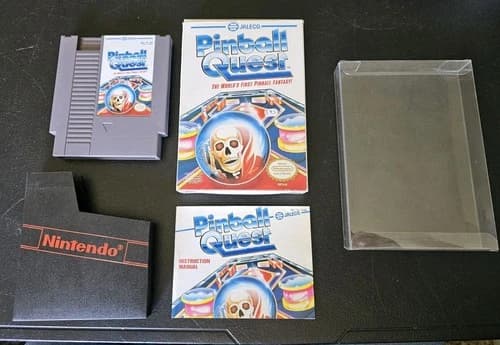 Pinball
Quest
JALECO
Pinball
Quest
THE WORLD'S FIRST PINBALL FANTASY!
Nintendo®
Pinball
Quest
JALECO
INSTRUCTION
MANUAL